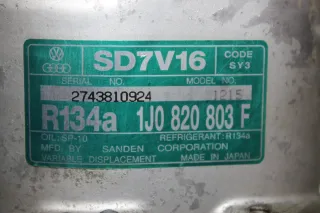 SD7V16 CODE SY3
SERIAL NO. MODEL NO.
2743810924 1215
R134a 1J0 820 803 F
OIL:SP-10 REFRIGERANT:R134a
MFD.BY SANDEN CORPORATION
VARIABLE DISPLACEMENT MADE IN JAPAN